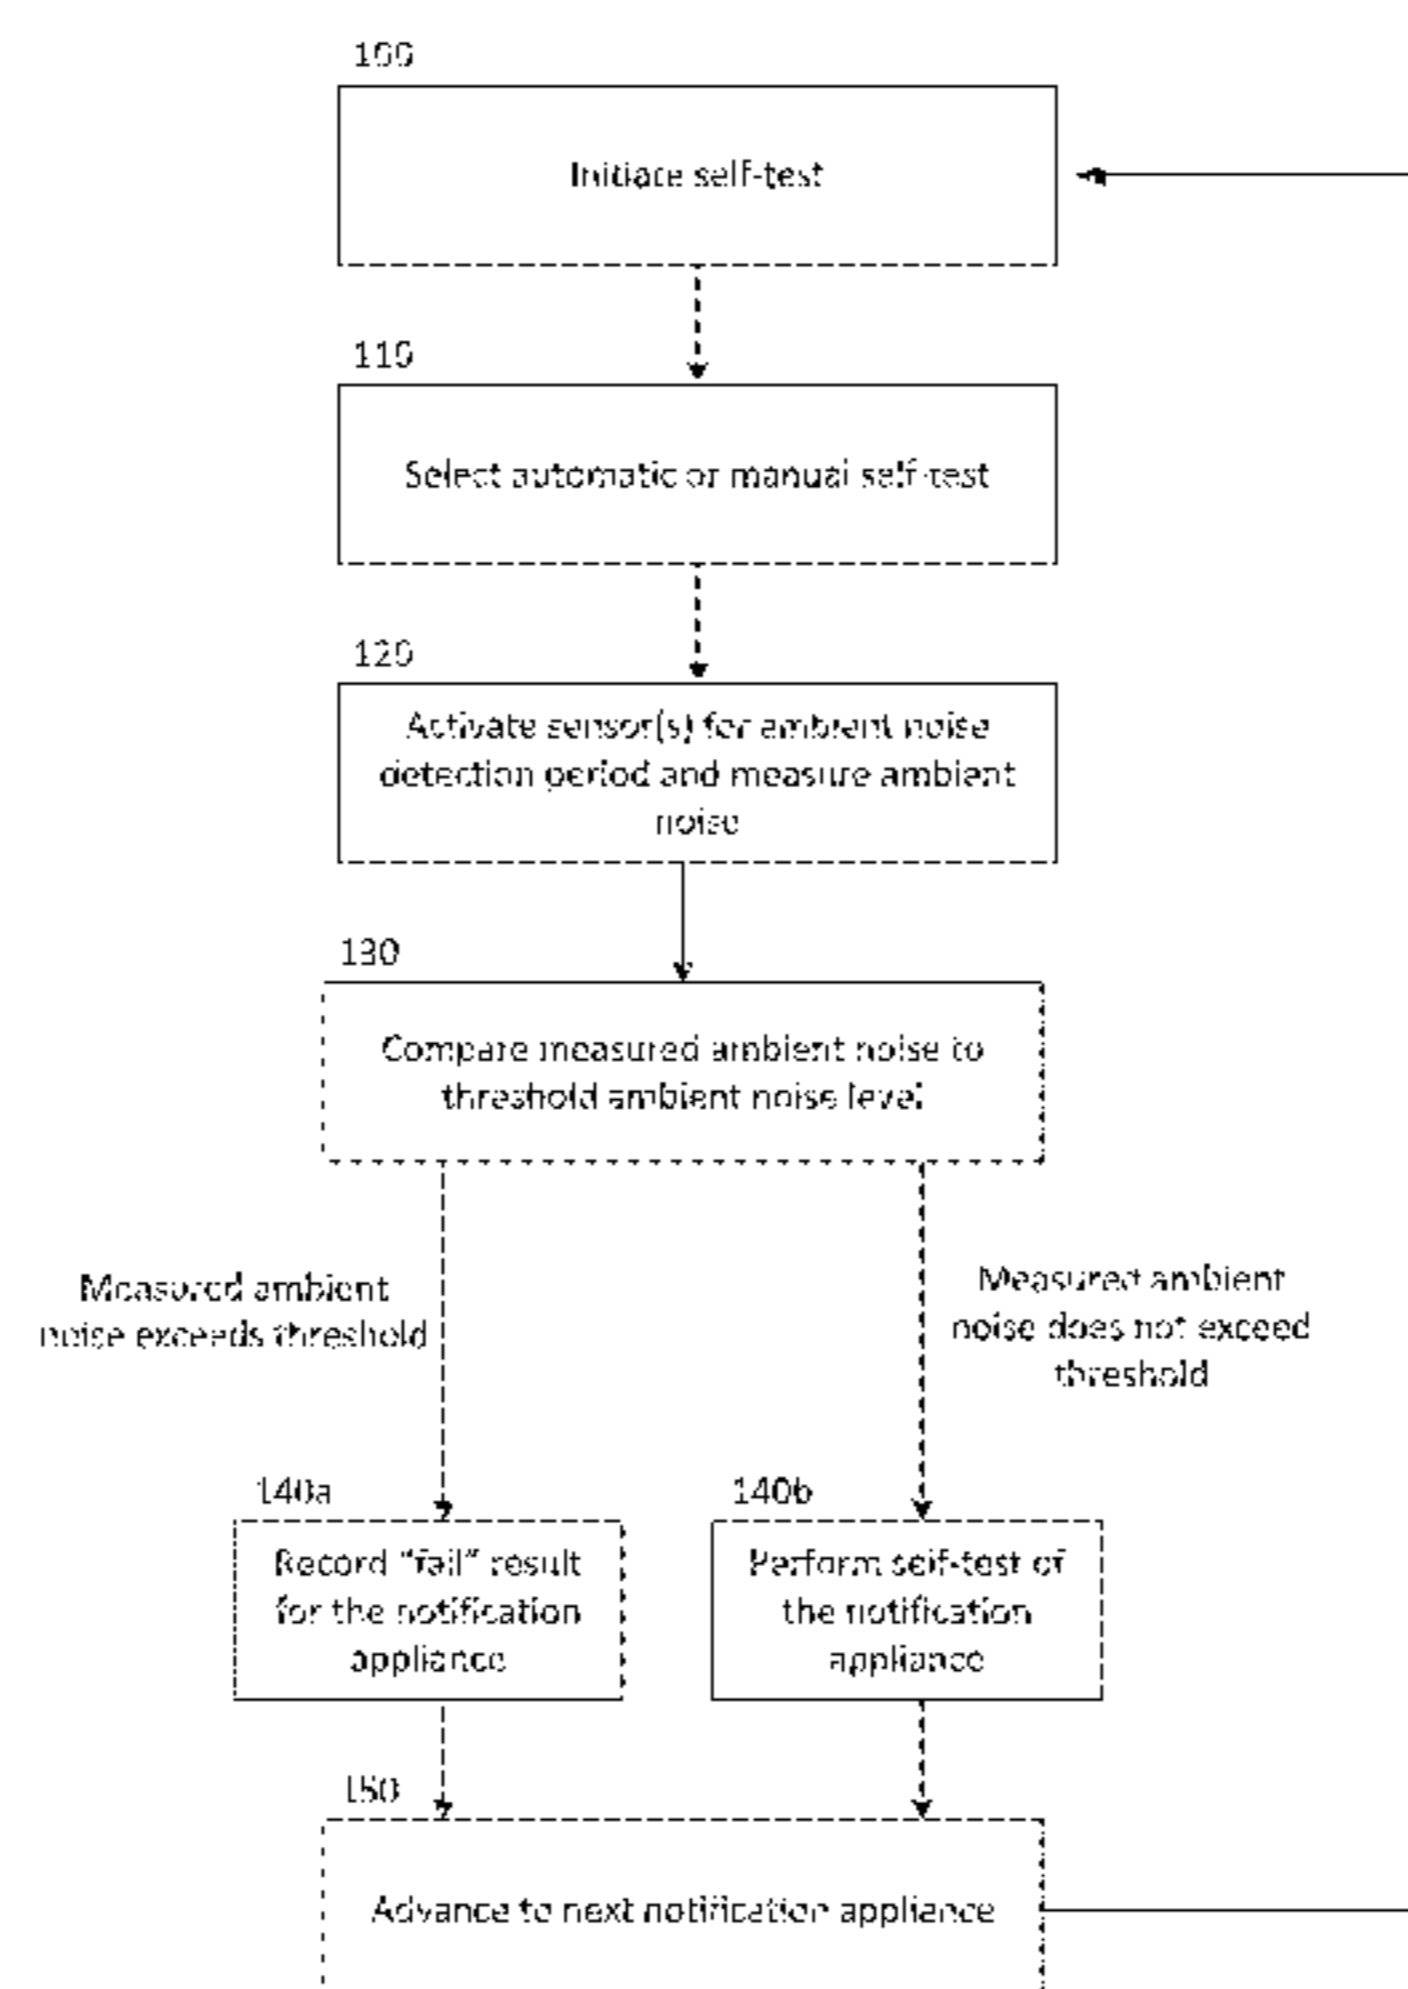 100
Initiate self-test
110
Select automatic or manual self-test
120
Activate sensor(s) for ambient noise
detection period and measure ambient
noise
130
Compare measured ambient noise to
threshold ambient noise level
Measured ambient
noise exceeds threshold
Measured ambient
noise does not exceed
threshold
140a
Record “fail” result
for the notification
appliance
140b
Perform self-test of
the notification
appliance
150
Advance to next notification appliance